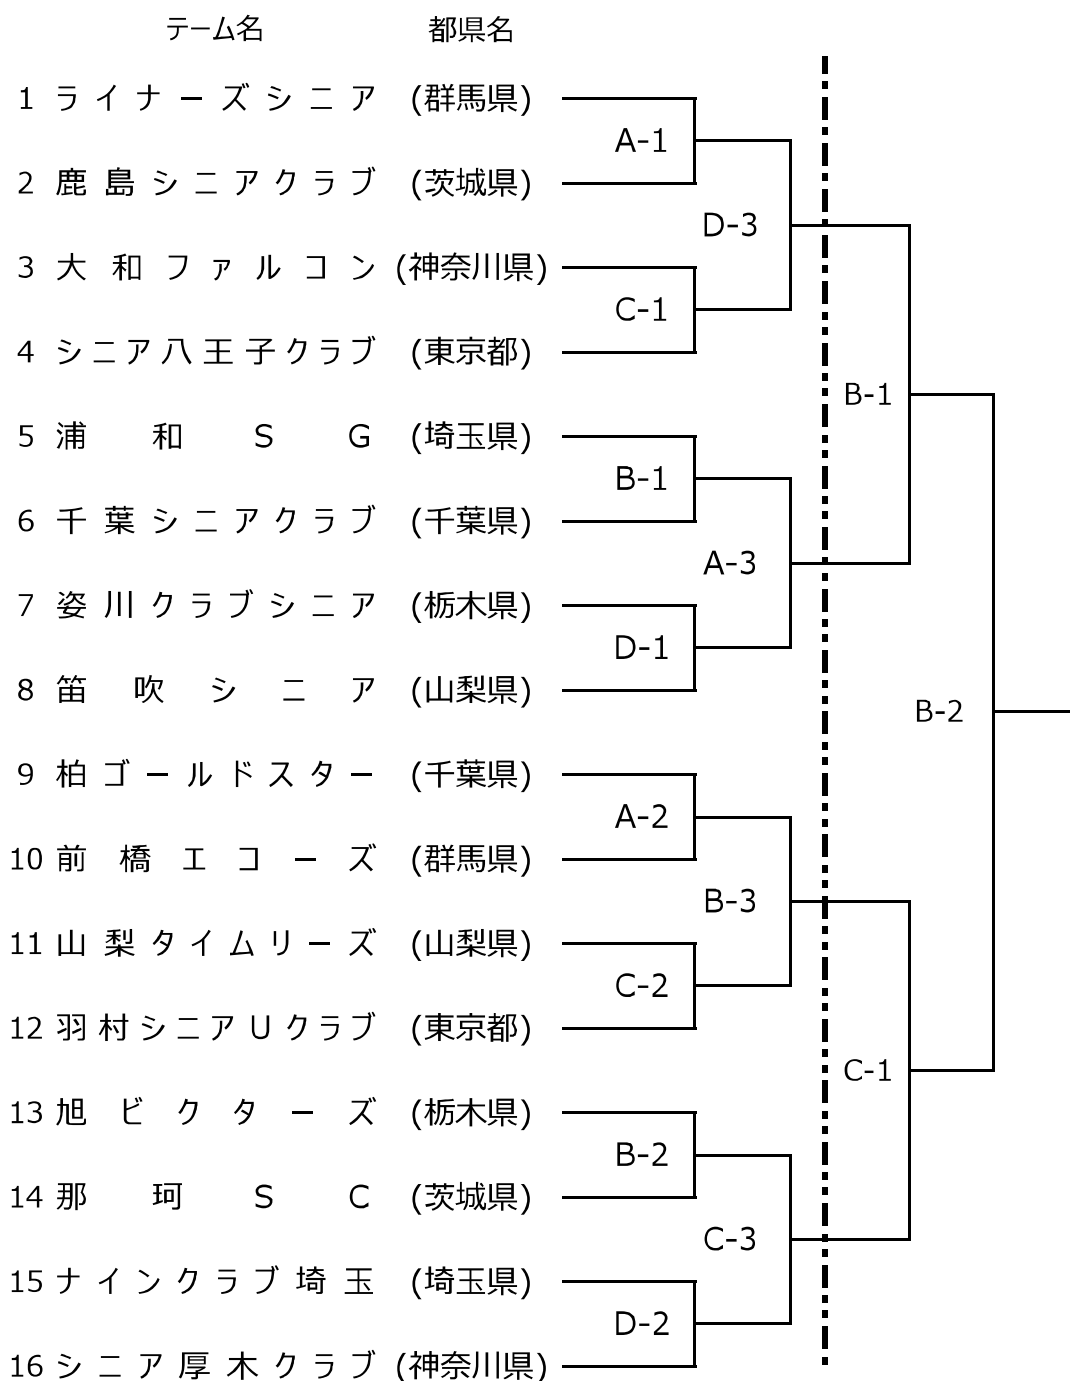 テーム名 都県名
1 ライナーズシニア (群馬県)
A-1
2 鹿島シニアクラブ (茨城県)
D-3
3 大和ファルコン (神奈川県)
C-1
4 シニア八王子クラブ (東京都)
B-1
5 浦和SG (埼玉県)
B-1
6 千葉シニアクラブ (千葉県)
A-3
7 姿川クラブシニア (栃木県)
D-1
8 笛吹シニア (山梨県)
B-2
9 柏ゴールドスター (千葉県)
A-2
10 前橋エコーズ (群馬県)
B-3
11 山梨タイムリーズ (山梨県)
C-2
12 羽村シニアUクラブ (東京都)
C-1
13 旭ビクターズ (栃木県)
B-2
14 那珂SC (茨城県)
C-3
15 ナインクラブ埼玉 (埼玉県)
D-2
16 シニア厚木クラブ (神奈川県)